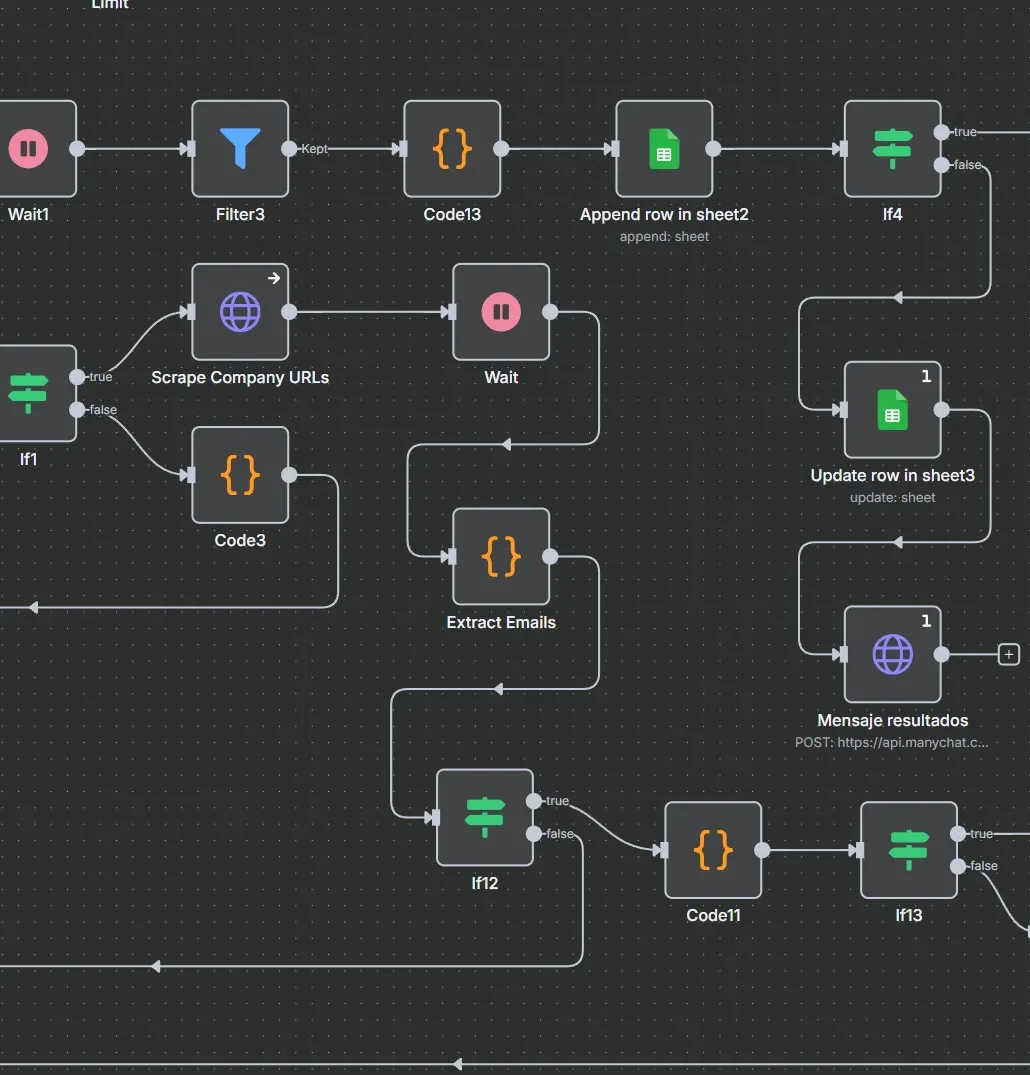 Limit
Kept
true
false
Wait1
Filter3
Code13
Append row in sheet2
append: sheet
If4
true
false
If1
Scrape Company URLs
Wait
Code3
1
Update row in sheet3
update: sheet
Extract Emails
1
Mensaje resultados
POST: https://api.manychat.c...
true
false
If12
Code11
true
false
If13